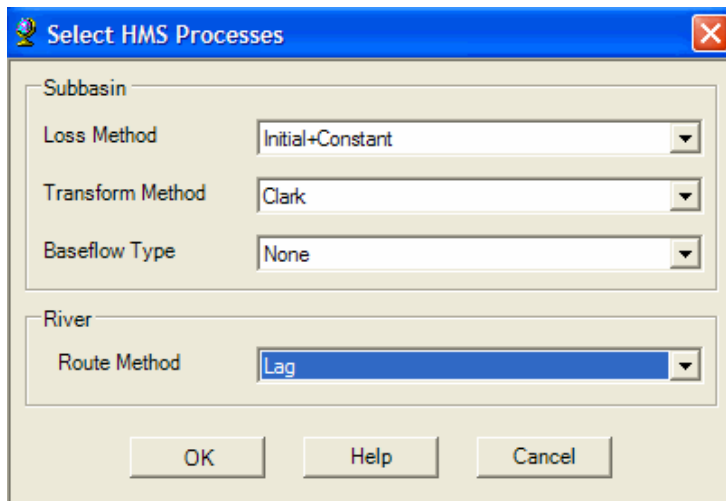 Select HMS Processes
Subbasin
Loss Method Initial+Constant
Transform Method Clark
Baseflow Type None
River
Route Method Lag
OK Help Cancel